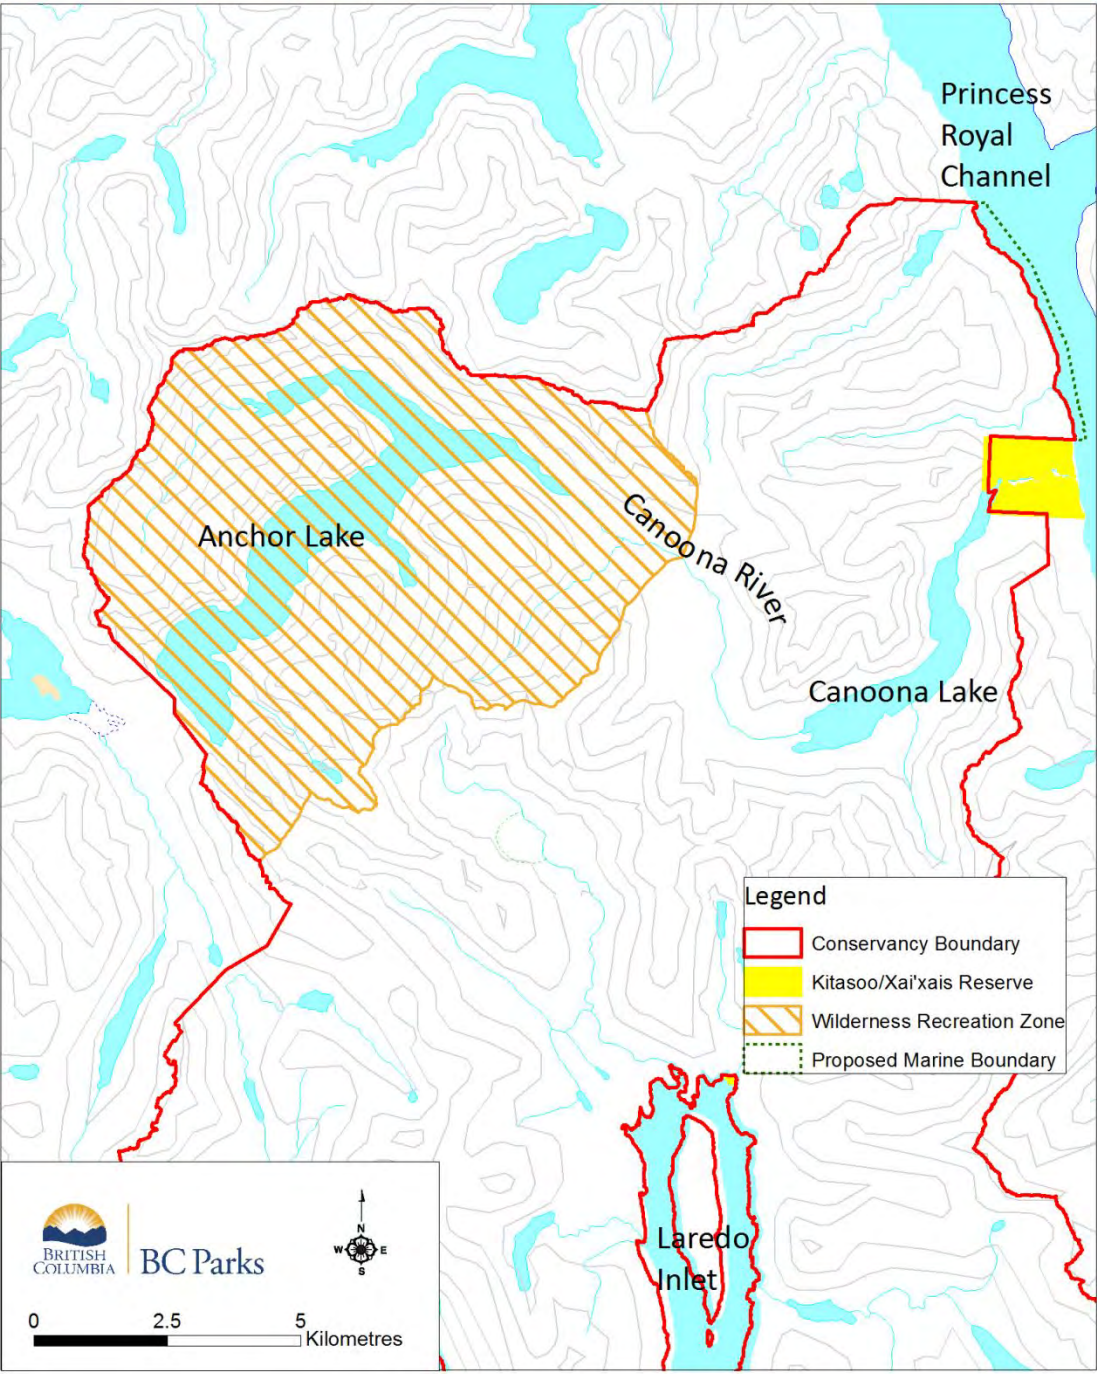 Princess
Royal
Channel
Anchor Lake
Canoona River
Canoona Lake
Legend
Conservancy Boundary
Kitasoo/Xai'xais Reserve
Wilderness Recreation Zone
Proposed Marine Boundary
Laredo
Inlet
BRITISH
COLUMBIA
BC Parks
N
W E
S
0 2.5 5
Kilometres